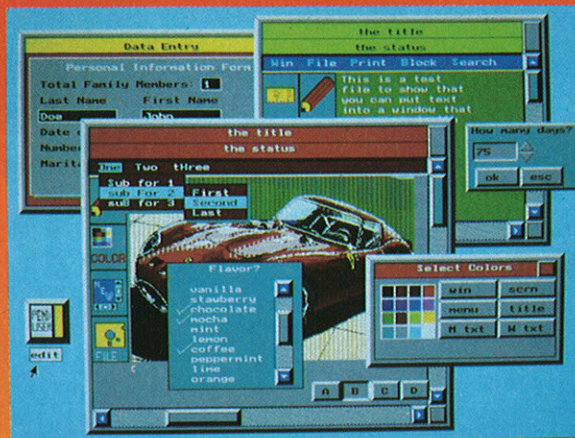 Data Entry
Personal Information Form
Total Family Members: 1
Last Name First Name
Doe John
Date
Number
Marit
the title
the status
Win File Print Block Search
This is a test
file to show that
you can put text
into a window that
How many days?
75
ok esc
the title
the status
One Two tHree
Sub for 1
sub For 2
suB for 3
First
Second
Last
COLOR
FILE
Flavor?
vanilla
stawberry
chocolate
mocha
mint
lemon
coffee
peppermint
lime
orange
A B C D
Select Colors
win scrn
menu title
M txt W txt
PEN
USER
edit